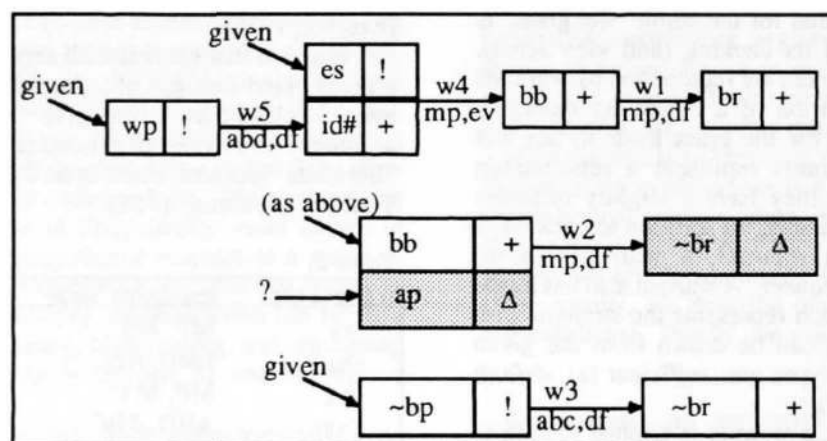 given
es !
given
w4
bb +
w1
br +
wp !
w5
id# +
mp,ev
mp,df
abd,df
(as above)
bb +
w2
~br Δ
mp,df
? ap Δ
given
~bp !
w3
~br +
abc,df